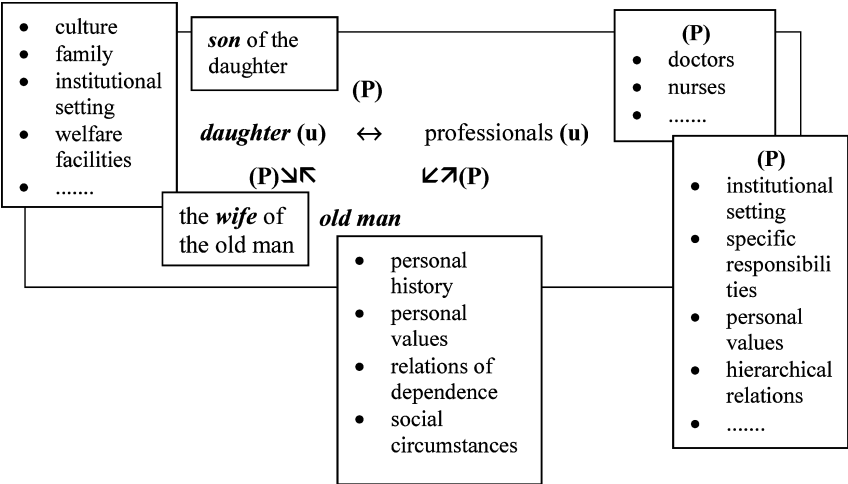 • culture
• family
• institutional
setting
• welfare
facilities
• .......
son of the
daughter
(P)
daughter (u) ↔ professionals (u)
(P)↘↖ ↙↗(P)
the wife of
the old man
old man
• personal
history
• personal
values
• relations of
dependence
• social
circumstances
(P)
• doctors
• nurses
• .......
(P)
• institutional
setting
• specific
responsibili
ties
• personal
values
• hierarchical
relations
• .......